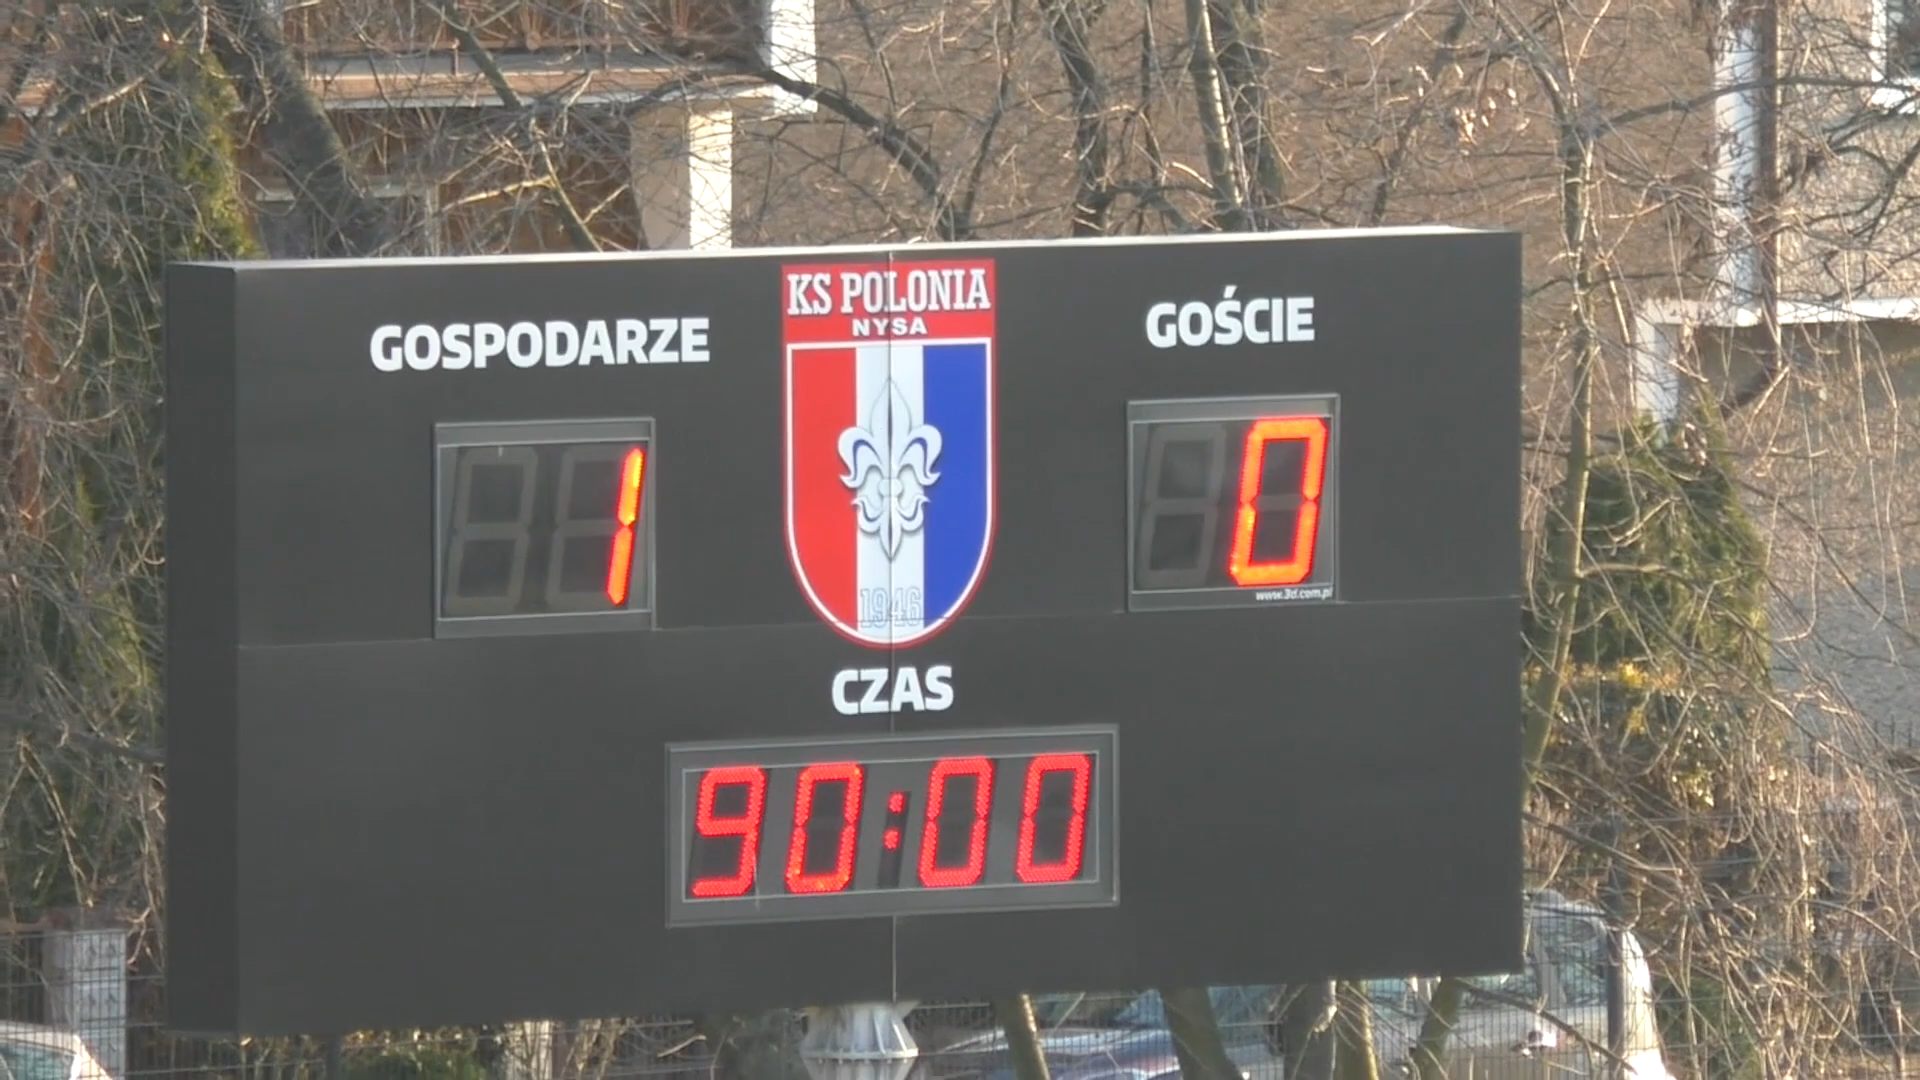 KS POLONIA
NYSA
GOSPODARZE
GOŚCIE
1
0
1946
www.3d.com.pl
CZAS
90:00